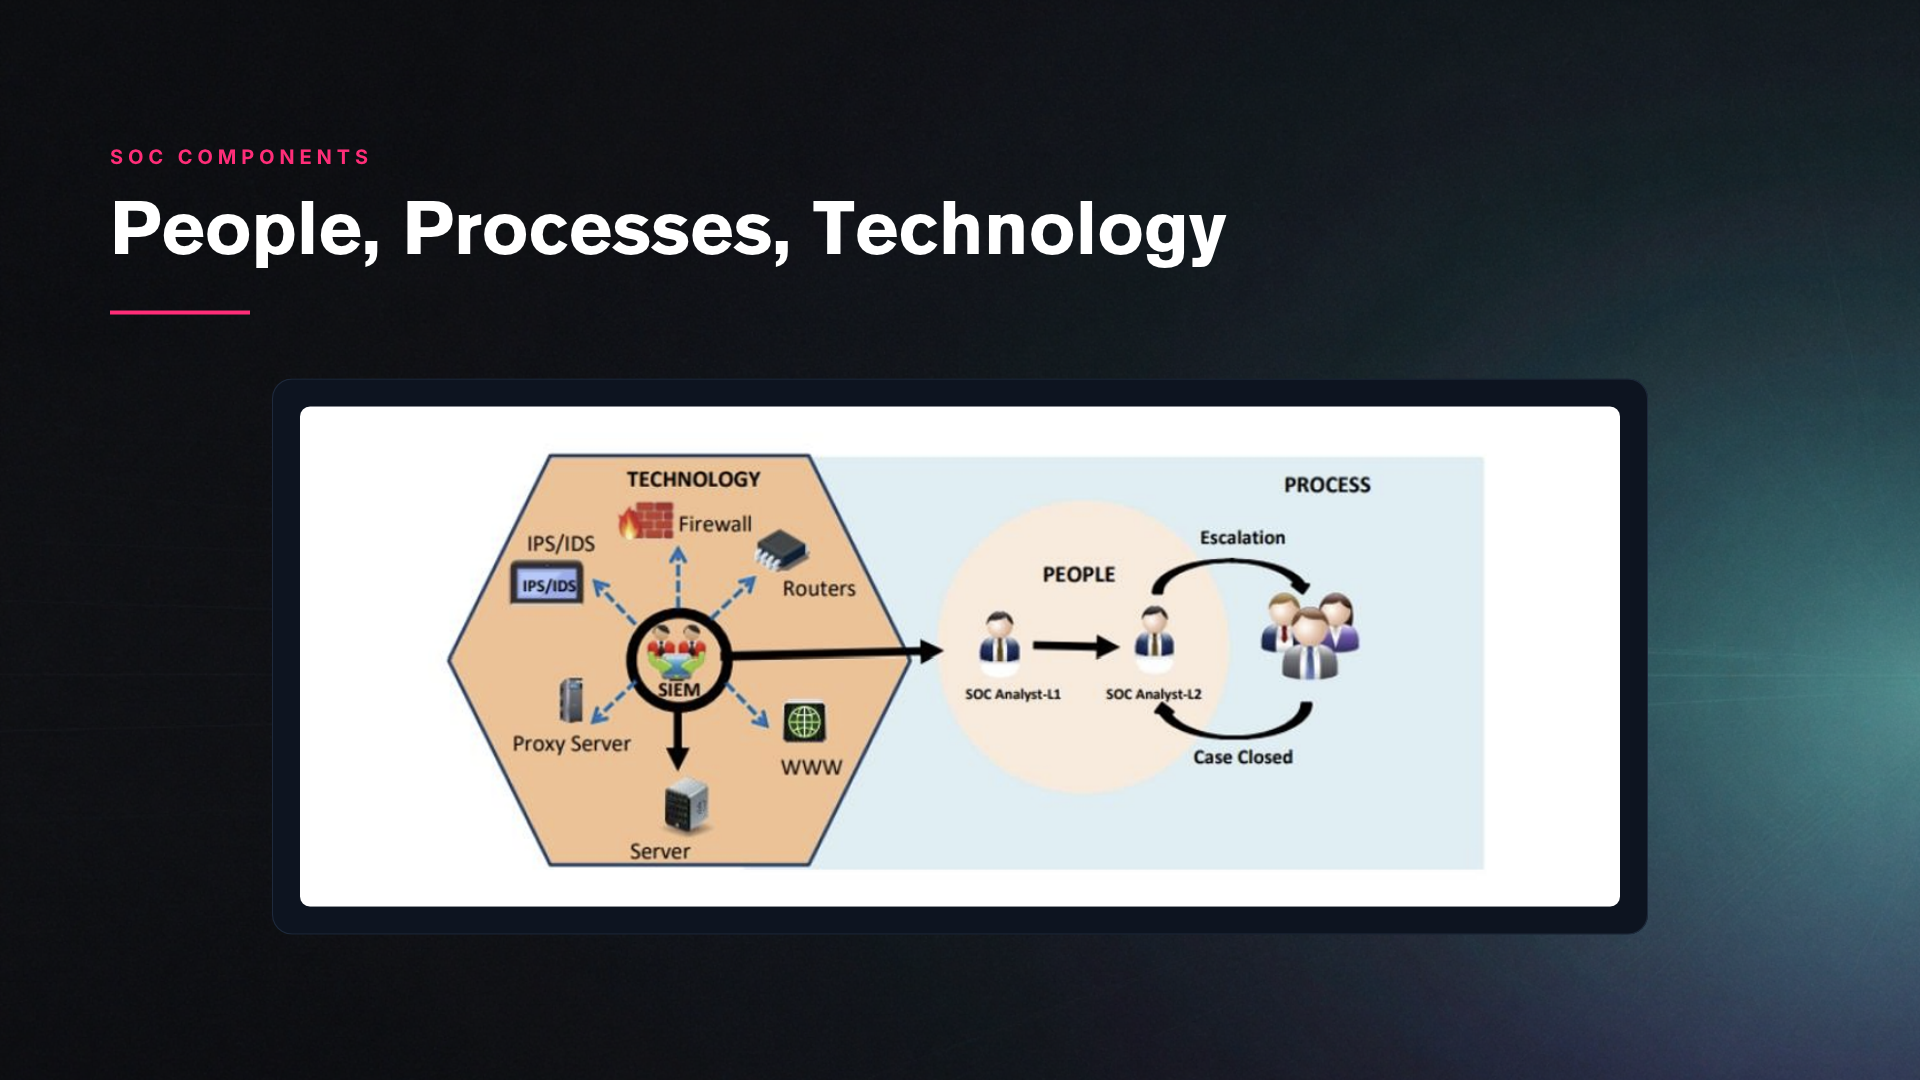 SOC COMPONENTS
People, Processes, Technology
TECHNOLOGY
Firewall
IPS/IDS
IPS/IDS
Routers
SIEM
Proxy Server
WWW
Server
PROCESS
Escalation
PEOPLE
SOC Analyst-L1
SOC Analyst-L2
Case Closed